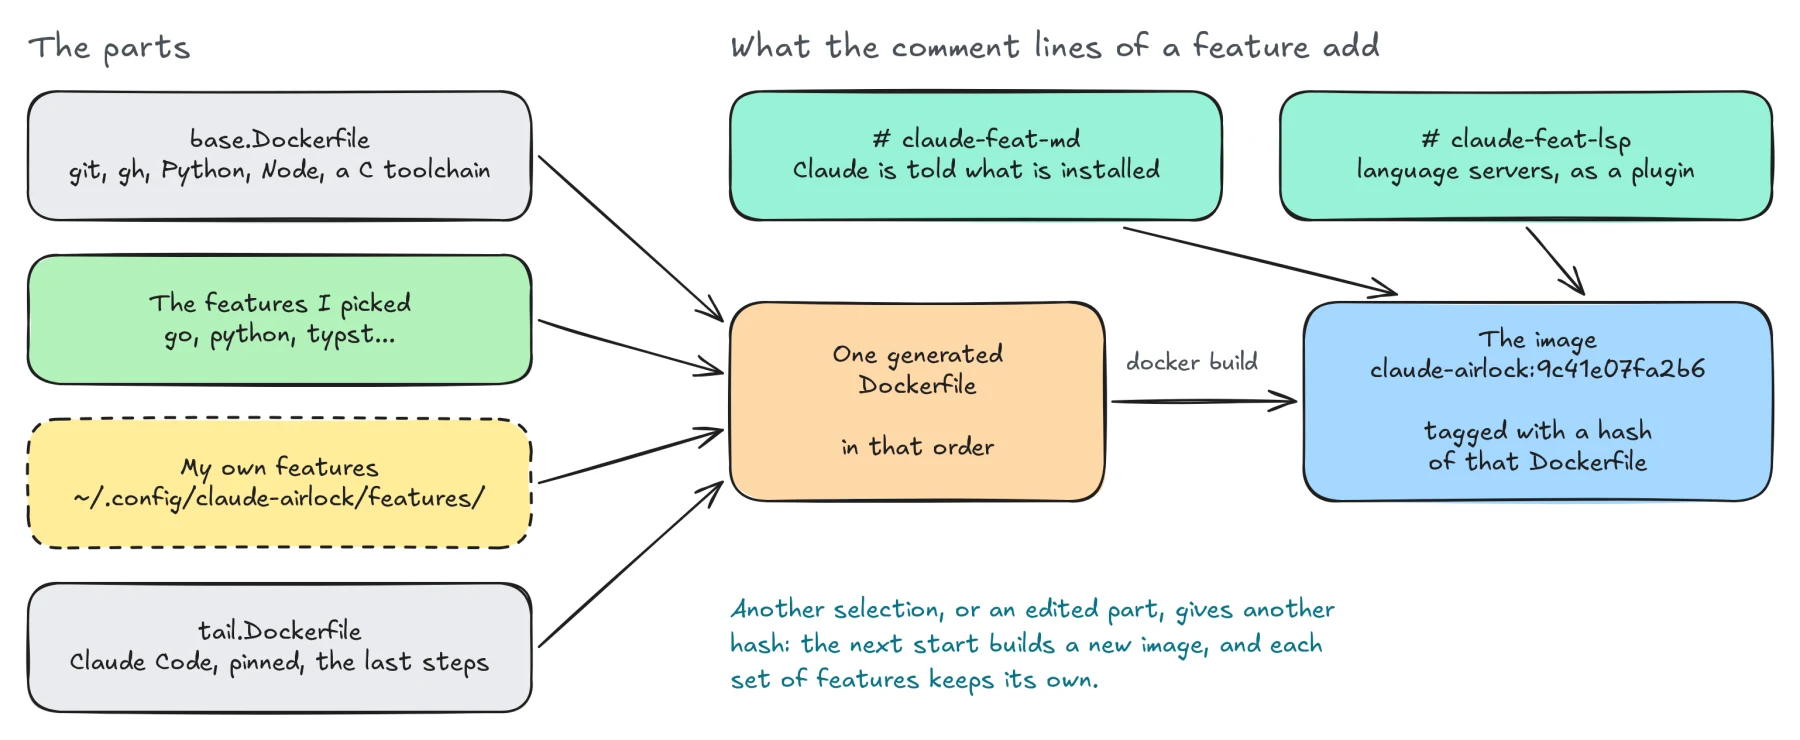 The parts
base.Dockerfile
git, gh, Python, Node, a C toolchain
The features I picked
go, python, typst...
My own features
~/.config/claude-airlock/features/
tail.Dockerfile
Claude Code, pinned, the last steps
What the comment lines of a feature add
# claude-feat-md
Claude is told what is installed
# claude-feat-lsp
language servers, as a plugin
One generated
Dockerfile
in that order
docker build
The image
claude-airlock:9c41e07fa2b6
tagged with a hash
of that Dockerfile
Another selection, or an edited part, gives another
hash: the next start builds a new image, and each
set of features keeps its own.